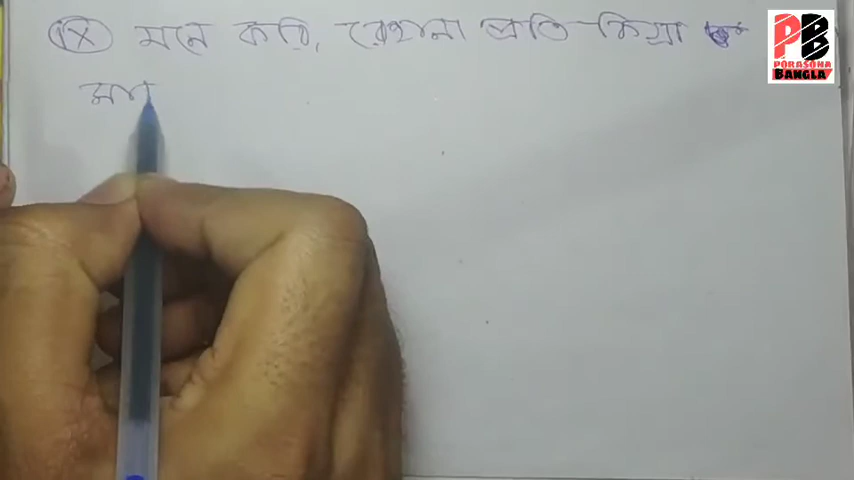 ix মনে করি, রেহানা প্রতি কিগ্রা
সাগ
PB
PORASONA
BANGLA